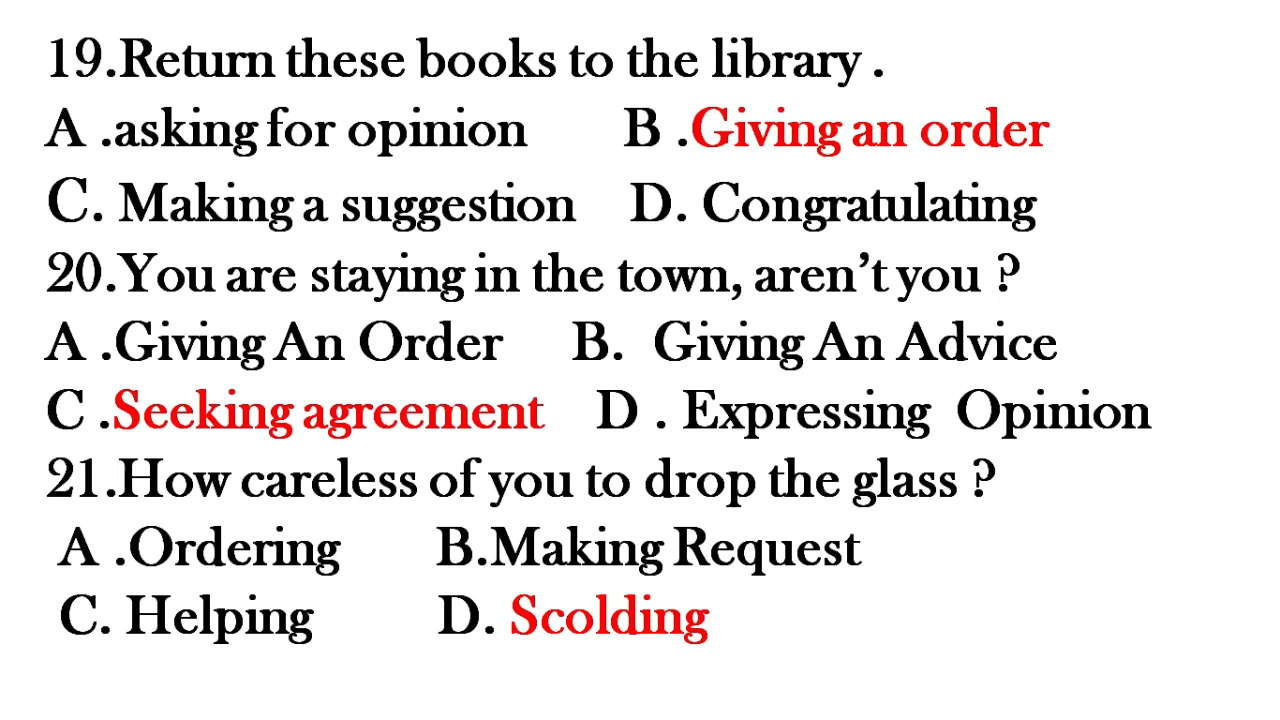 19.Return these books to the library .
A .asking for opinion B .Giving an order
C. Making a suggestion D. Congratulating
20.You are staying in the town, aren’t you ?
A .Giving An Order B. Giving An Advice
C .Seeking agreement D . Expressing Opinion
21.How careless of you to drop the glass ?
A .Ordering B.Making Request
C. Helping D. Scolding